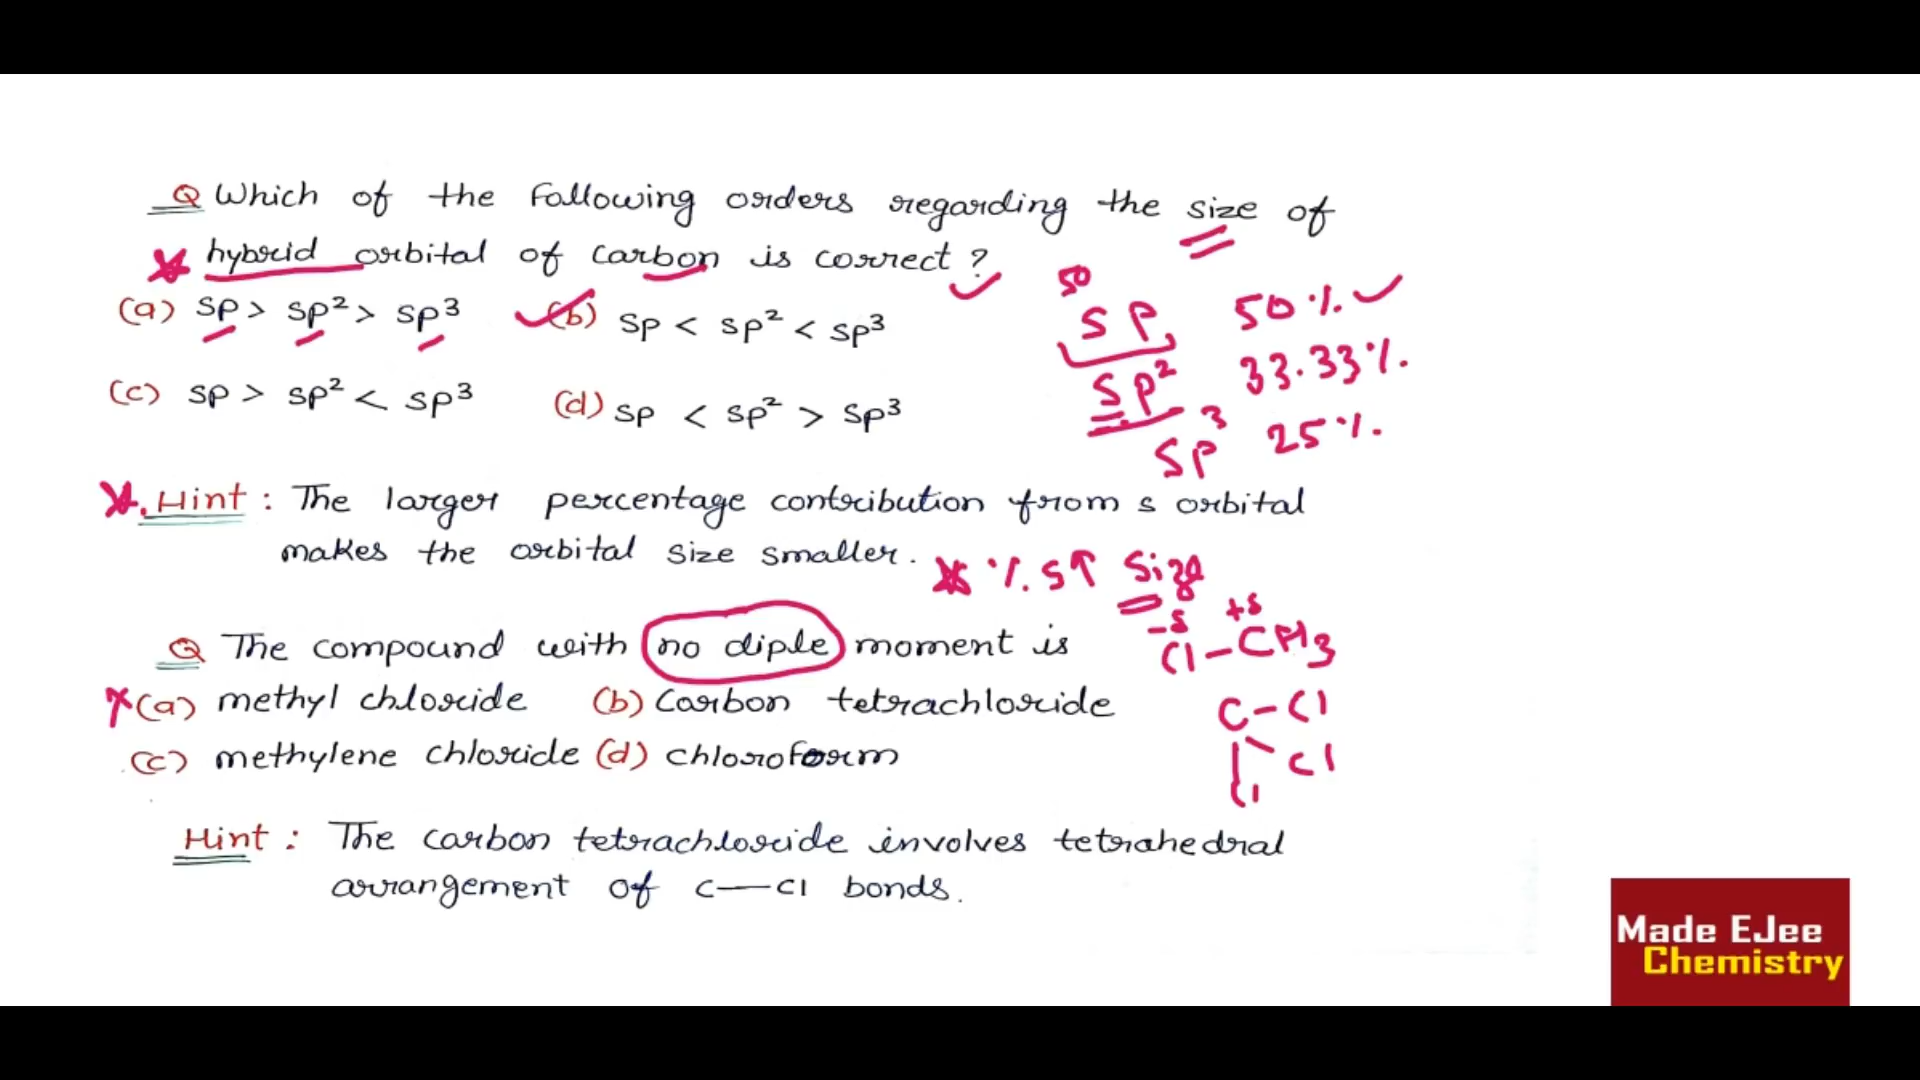 Q Which of the following orders regarding the size of
hybrid orbital of carbon is correct ?
(a) sp > sp² > sp³ (b) sp < sp² < sp³
(c) sp > sp² < sp³ (d) sp < sp² > sp³
50
sp 50 %
sp² 33.33%.
sp³ 25 %.
Hint : The larger percentage contribution from s orbital
makes the orbital size smaller.
% s↑ Size
Q The compound with no diple moment is
-δ +δ
Cl - CH3
(a) methyl chloride (b) Carbon tetrachloride
(c) methylene chloride (d) chloroform
C - Cl
Cl
Cl
Hint : The carbon tetrachloride involves tetrahedral
arrangement of C—Cl bonds.
Made EJee
Chemistry